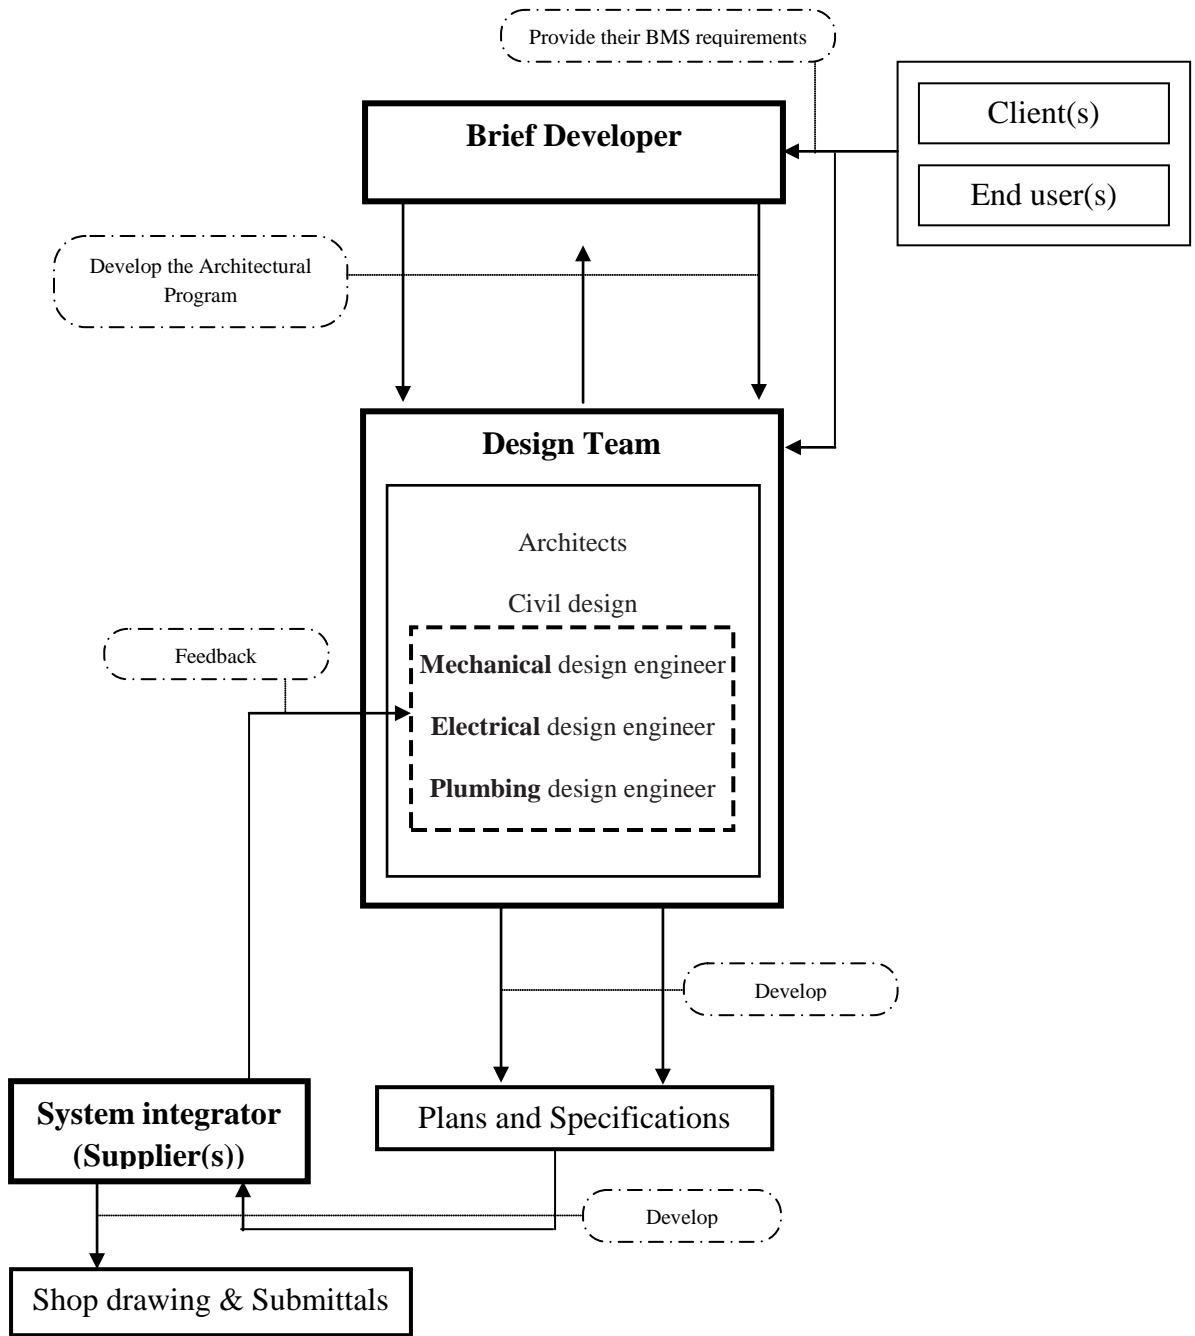 Provide their BMS requirements
Client(s)
End user(s)
Brief Developer
Develop the Architectural
Program
Design Team
Architects
Civil design
Mechanical design engineer
Electrical design engineer
Plumbing design engineer
Feedback
Develop
System integrator
(Supplier(s))
Plans and Specifications
Develop
Shop drawing & Submittals